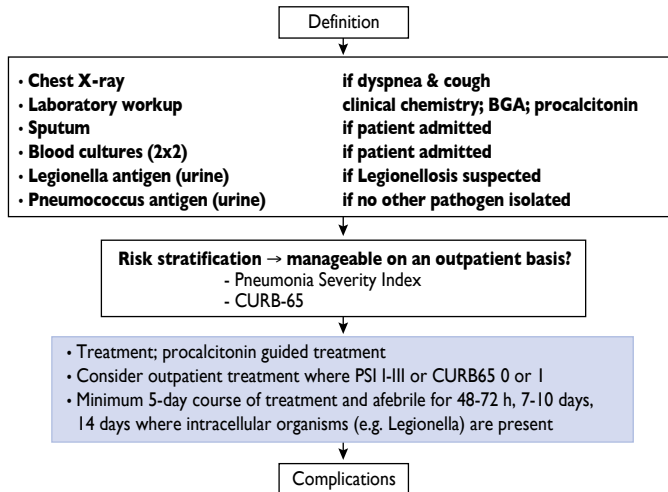 Definition
· Chest X-ray if dyspnea & cough
· Laboratory workup clinical chemistry; BGA; procalcitonin
· Sputum if patient admitted
· Blood cultures (2x2) if patient admitted
· Legionella antigen (urine) if Legionellosis suspected
· Pneumococcus antigen (urine) if no other pathogen isolated
Risk stratification → manageable on an outpatient basis?
- Pneumonia Severity Index
- CURB-65
• Treatment; procalcitonin guided treatment
• Consider outpatient treatment where PSI I-III or CURB65 0 or 1
• Minimum 5-day course of treatment and afebrile for 48-72 h, 7-10 days,
14 days where intracellular organisms (e.g. Legionella) are present
Complications